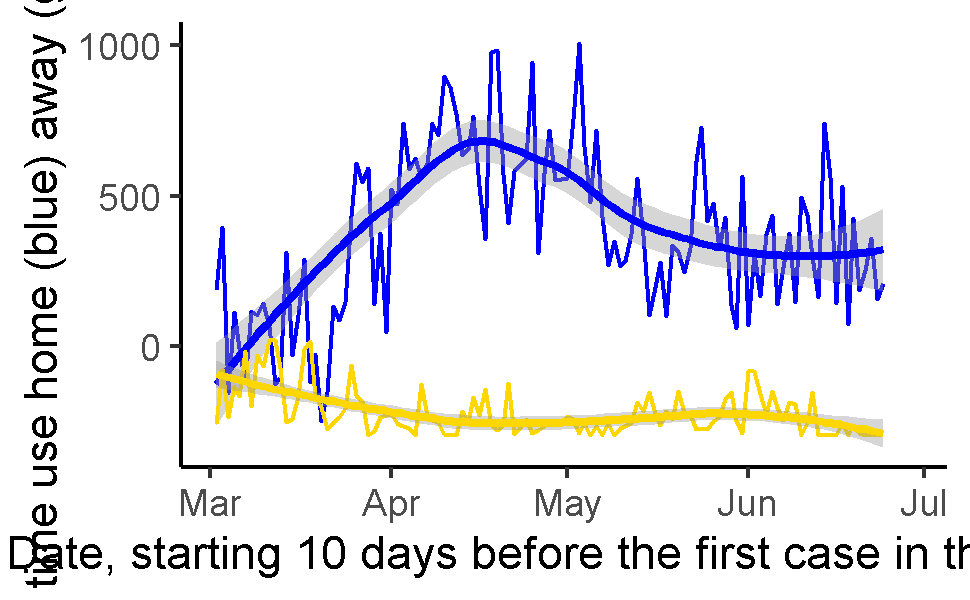 time use home (blue) away (
1000
500
0
Mar Apr May Jun Jul
Date, starting 10 days before the first case in th